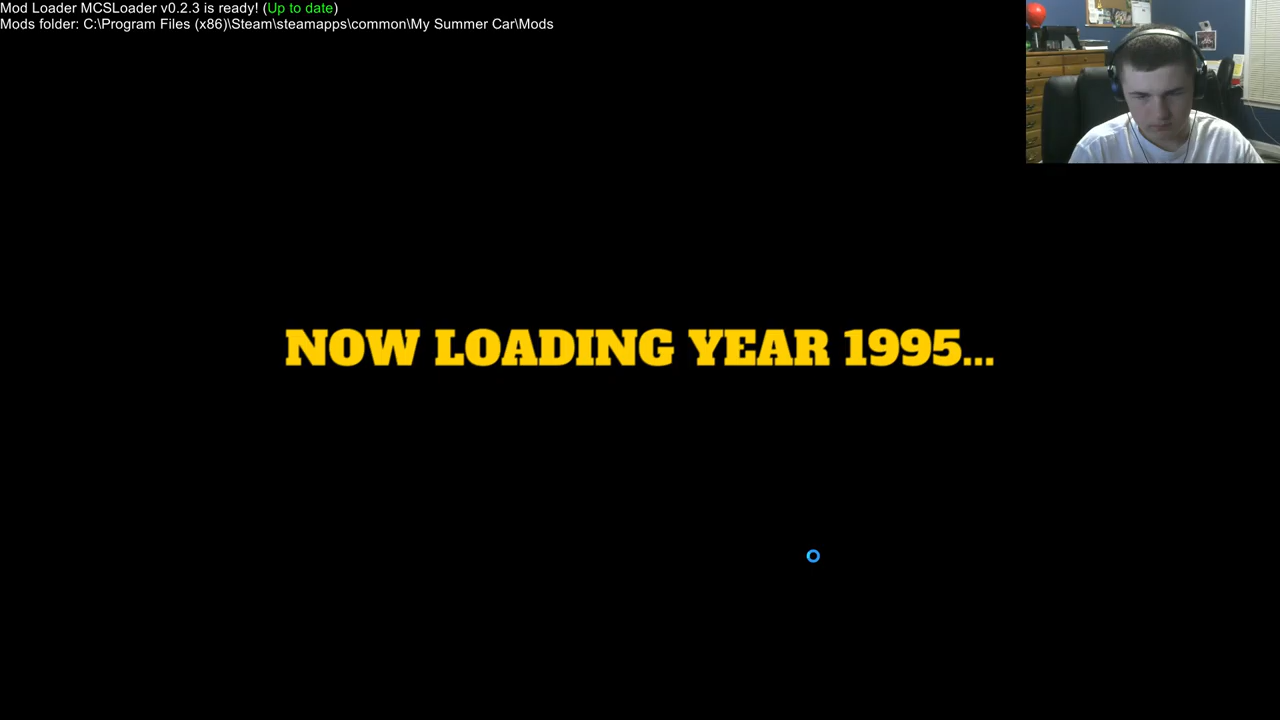 Mod Loader MCSLoader v0.2.3 is ready! (Up to date)
Mods folder: C:\Program Files (x86)\Steam\steamapps\common\My Summer Car\Mods
NOW LOADING YEAR 1995...